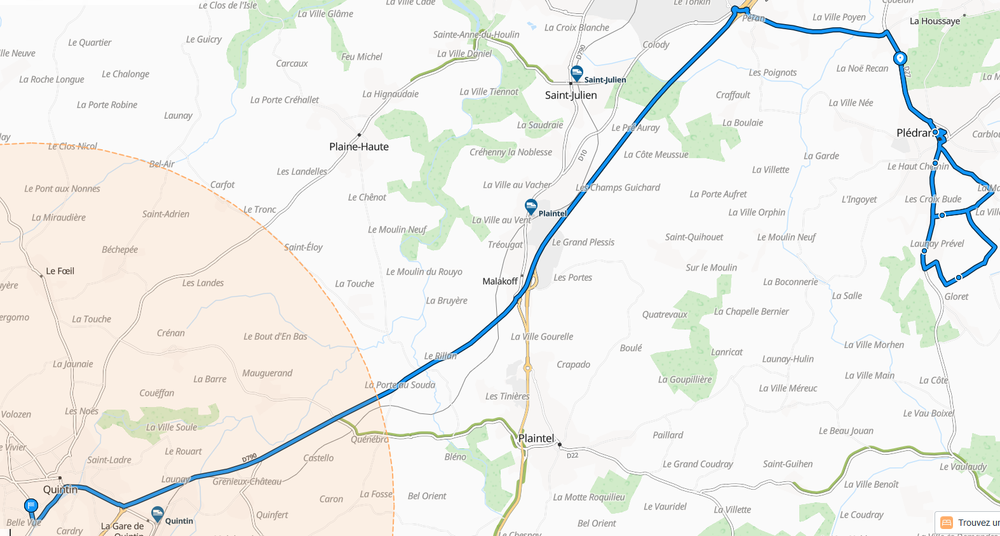 Le Clos de l'Isle
La Ville Glâme
La Ville Cade
Le Tonkin
Péran
La Ville Poyen
La Houssaye
La Croix Blanche
Sainte-Anne-du-Houlin
Le Quartier
Le Guicry
lle Neuve
La Ville Daniel
Feu Michel
Colody
D790
Carcaux
La Noë Recan
D27
Le Chalonge
La Roche Longue
Les Poignots
Saint-Julien
Saint-Julien
La Hignaudaie
La Ville Tiennot
Craffault
La Porte Créhallet
La Porte Robine
La Ville Née
Launay
La Saudraie
Le Pré Auray
La Boulaie
Plédran
Carblou
Plaine-Haute
Le Clos Nicol
Créhenny la Noblesse
D10
La Côte Meussue
La Garde
Bel-Air
Les Landelles
La Villette
Le Haut Chemin
Carfot
Le Pont aux Nonnes
La Ville au Vacher
Les Champs Guichard
La Porte Aufret
Le Chênot
L'Ingoyet
Les Croix Bude
Le Tronc
Saint-Adrien
Plaintel
La Ville Orphin
La Miraudière
La Ville au Vent
Le Moulin Neuf
Le Moulin Neuf
Saint-Quihouet
Saint-Éloy
Tréougat
Le Grand Plessis
Launay Prével
Béchepée
Sur le Moulin
Le Fœil
Le Moulin du Rouyo
Malakoff
Les Portes
La Boconnerie
Les Landes
La Touche
La Bruyère
La Salle
Gloret
ergomo
La Touche
Quatrevaux
La Chapelle Bernier
Crénan
Le Bout d'En Bas
La Ville Gourelle
La Ville Morhen
Boulé
Lanricat
Le Rillan
Launay-Hulin
La Jaunaie
Mauguerand
Crapado
La Barre
La Porte au Souda
La Goupillière
La Ville Main
La Côte
La Ville Méreuc
Couëffan
Les Tinières
Les Noës
Volozen
Le Vau Boixel
La Ville Soule
Quénébro
Plaintel
Paillard
Le Beau Jouan
e Vivier
Le Rouart
D790
Saint-Ladre
Castello
Bléno
D22
Le Grand Coudray
Saint-Guihen
Le Vaulaudy
Launay
Grenieux-Château
Quintin
La Fosse
Bel Orient
La Motte Roquilieu
La Ville Benoît
Caron
Le Vauridel
La Villette
Quinfert
Le Coudray
Belle Vue
Quintin
Cardry
La Gare de
Quintin
Bel Orient
Trouvez un
Le Chesnay